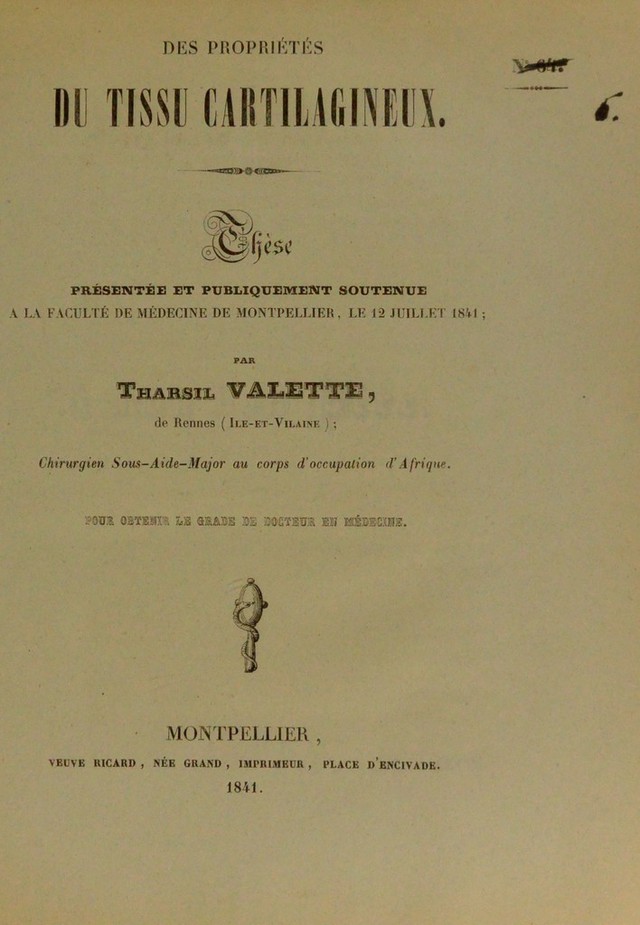 DES PROPRIÉTÉS
DU TISSU CARTILAGINEUX.
6.
Thèse
PRÉSENTÉE ET PUBLIQUEMENT SOUTENUE
A LA FACULTÉ DE MÉDECINE DE MONTPELLIER, LE 12 JUILLET 1841;
PAR
THARSIL VALETTE,
de Rennes (ILE-ET-VILAINE);
Chirurgien Sous-Aide-Major au corps d'occupation d'Afrique.
POUR OBTENIR LE GRADE DE DOCTEUR EN MÉDECINE.
MONTPELLIER,
VEUVE RICARD, NÉE GRAND, IMPRIMEUR, PLACE D'ENCIVADE.
1841.